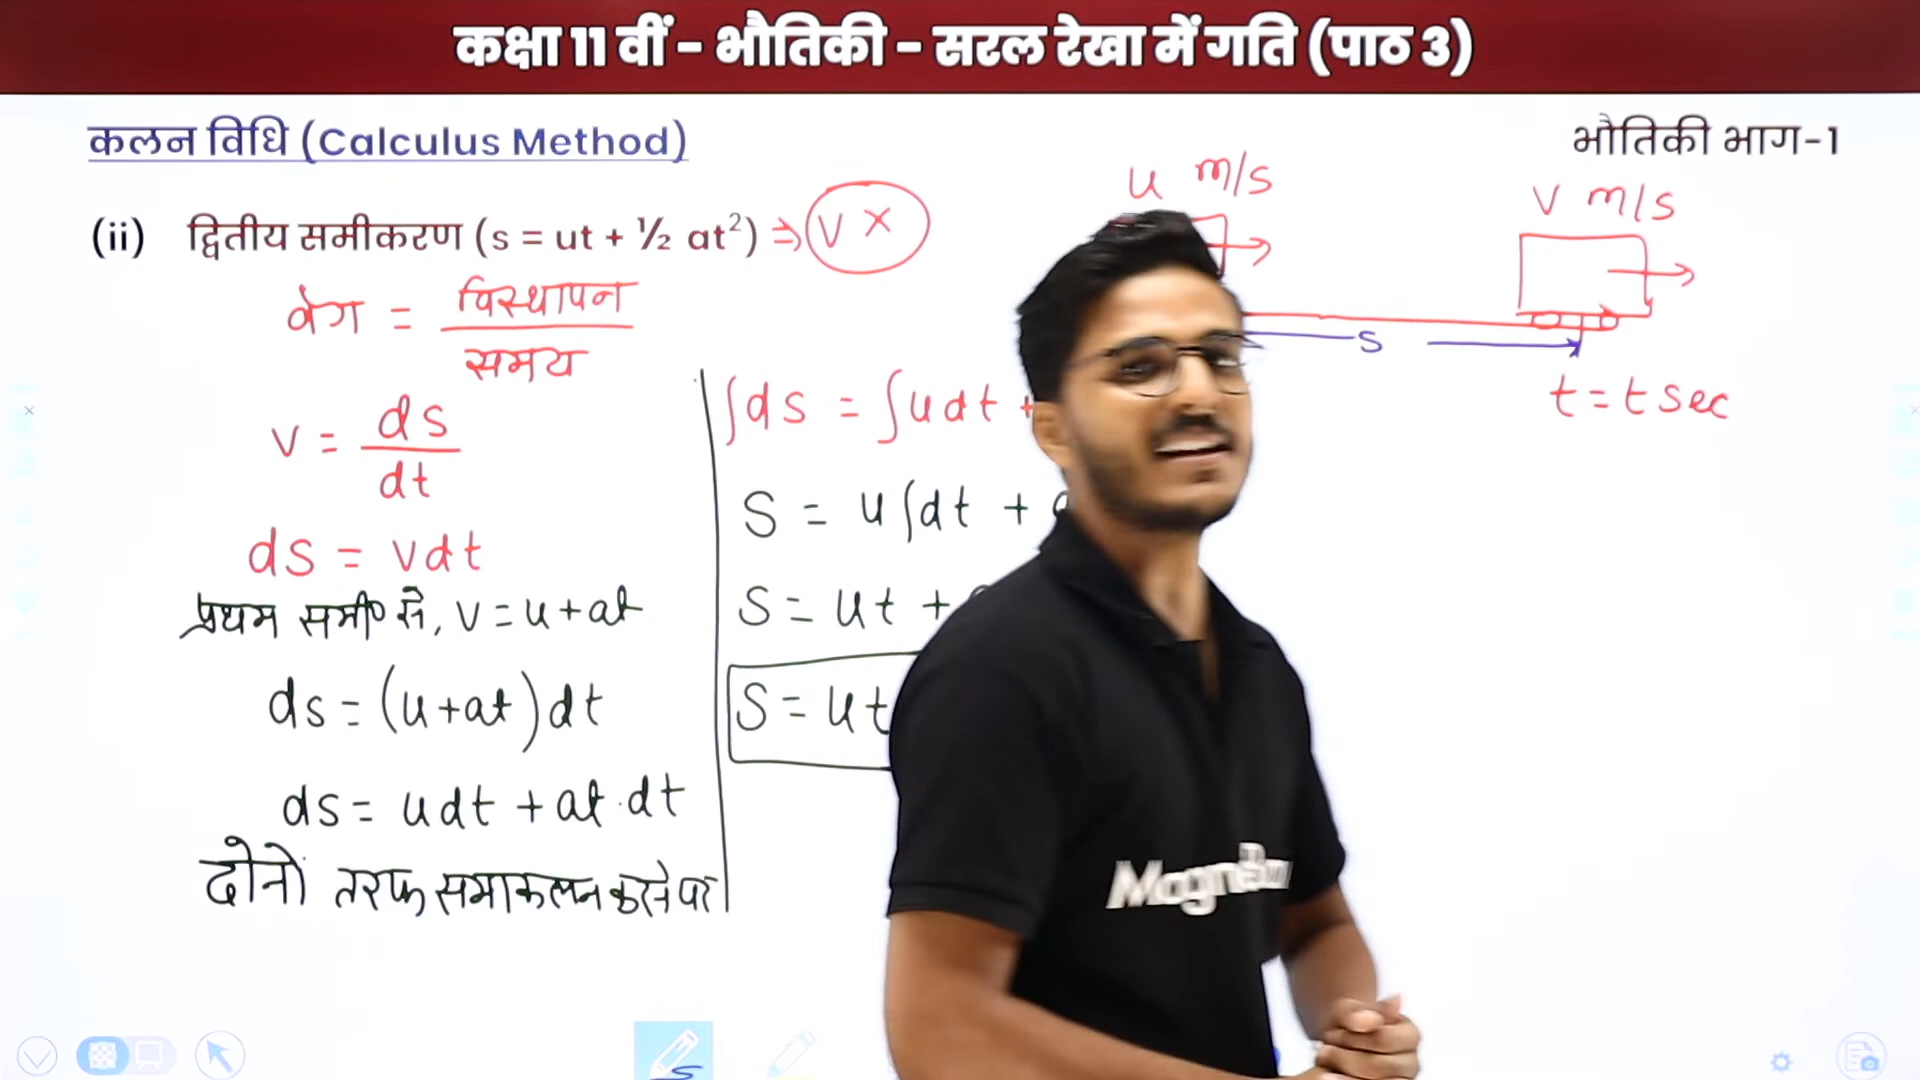 कक्षा 11 वीं – भौतिकी – सरल रेखा में गति (पाठ 3)
कलन विधि (Calculus Method)
भौतिकी भाग-1
(ii) द्वितीय समीकरण (s = ut + ½ at²) ⇒ v ×
वेग = विस्थापन / समय
v = ds / dt
ds = vdt
प्रथम समी० से, v = u + at
ds = (u+at)dt
ds = udt + at·dt
दोनों तरफ समाकलन करने पर
∫ds = ∫udt +
S = u∫dt +
S = ut +
S = ut
u m/s
v m/s
s
t = t sec